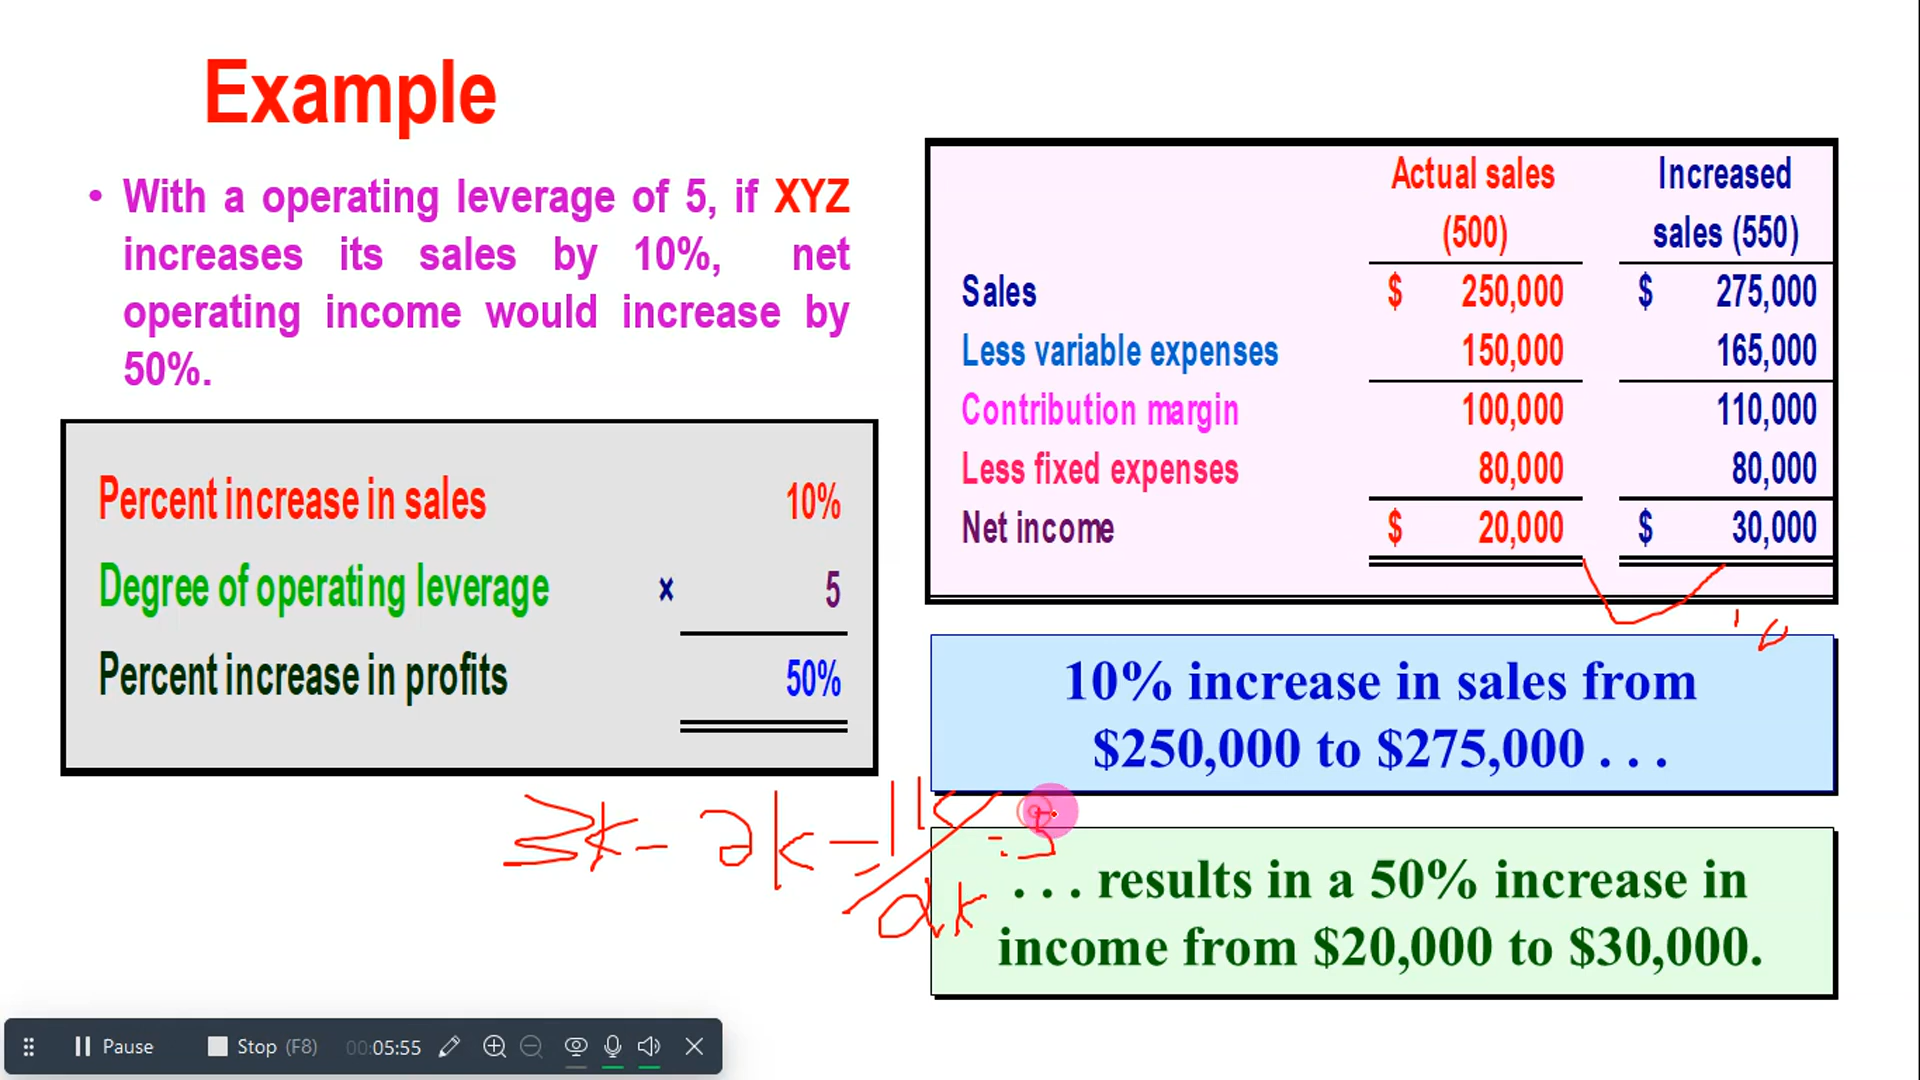 Example
• With a operating leverage of 5, if XYZ
increases its sales by 10%, net
operating income would increase by
50%.
Percent increase in sales 10%
Degree of operating leverage × 5
Percent increase in profits 50%
Actual sales Increased
(500) sales (550)
Sales $ 250,000 $ 275,000
Less variable expenses 150,000 165,000
Contribution margin 100,000 110,000
Less fixed expenses 80,000 80,000
Net income $ 20,000 $ 30,000
10% increase in sales from
$250,000 to $275,000 . . .
3k - 2k
2k
. . . results in a 50% increase in
income from $20,000 to $30,000.
Pause Stop (F8) 00:05:55